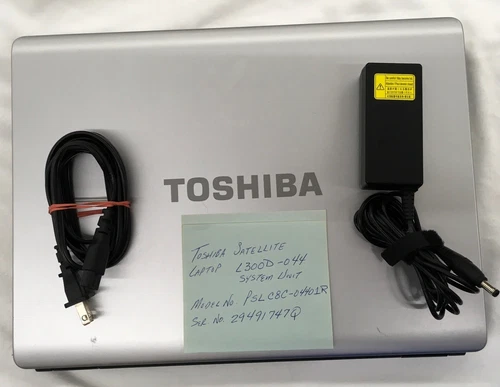 TOSHIBA
TOSHIBA SATELLITE
LAPTOP L300D-044
SYSTEM UNIT
MODEL NO PSLC8C-04401R
SER NO. 29491747Q